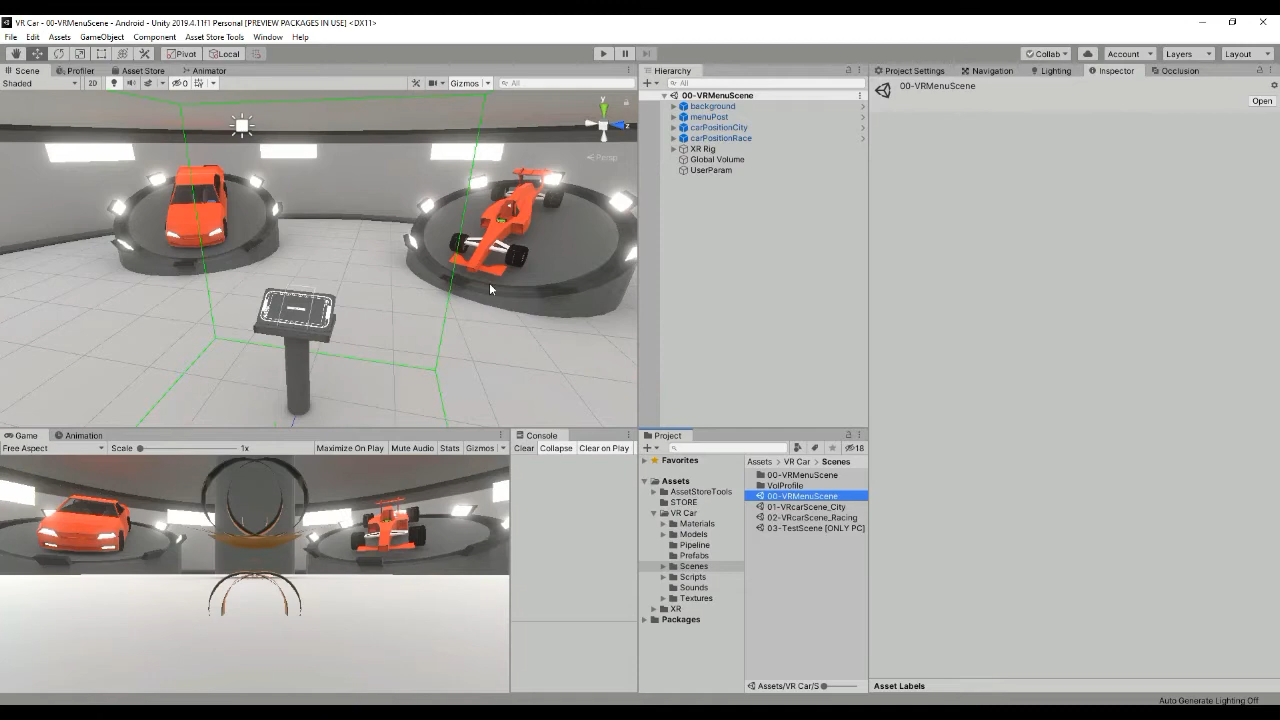 VR Car - 00-VRMenuScene - Android - Unity 2019.4.11f1 Personal [PREVIEW PACKAGES IN USE] <DX11>
File Edit Assets GameObject Component Asset Store Tools Window Help
Pivot Local Collab Account Layers Layout
Scene Profiler Asset Store Animator
Shaded 2D 0 Gizmos All
y
z
Persp
Hierarchy
All
00-VRMenuScene
background
menuPost
carPositionCity
carPositionRace
XR Rig
Global Volume
UserParam
Project Settings Navigation Lighting Inspector Occlusion
00-VRMenuScene
Open
Game Animation
Free Aspect Scale 1x Maximize On Play Mute Audio Stats Gizmos
Console
Clear Collapse Clear on Play
Project
18
Favorites
Assets
AssetStoreTools
STORE
VR Car
Materials
Models
Pipeline
Prefabs
Scenes
Scripts
Sounds
Textures
XR
Packages
Assets VR Car Scenes
00-VRMenuScene
VolProfile
00-VRMenuScene
01-VRcarScene_City
02-VRcarScene_Racing
03-TestScene [ONLY PC]
Assets/VR Car/S
Asset Labels
Auto Generate Lighting Off